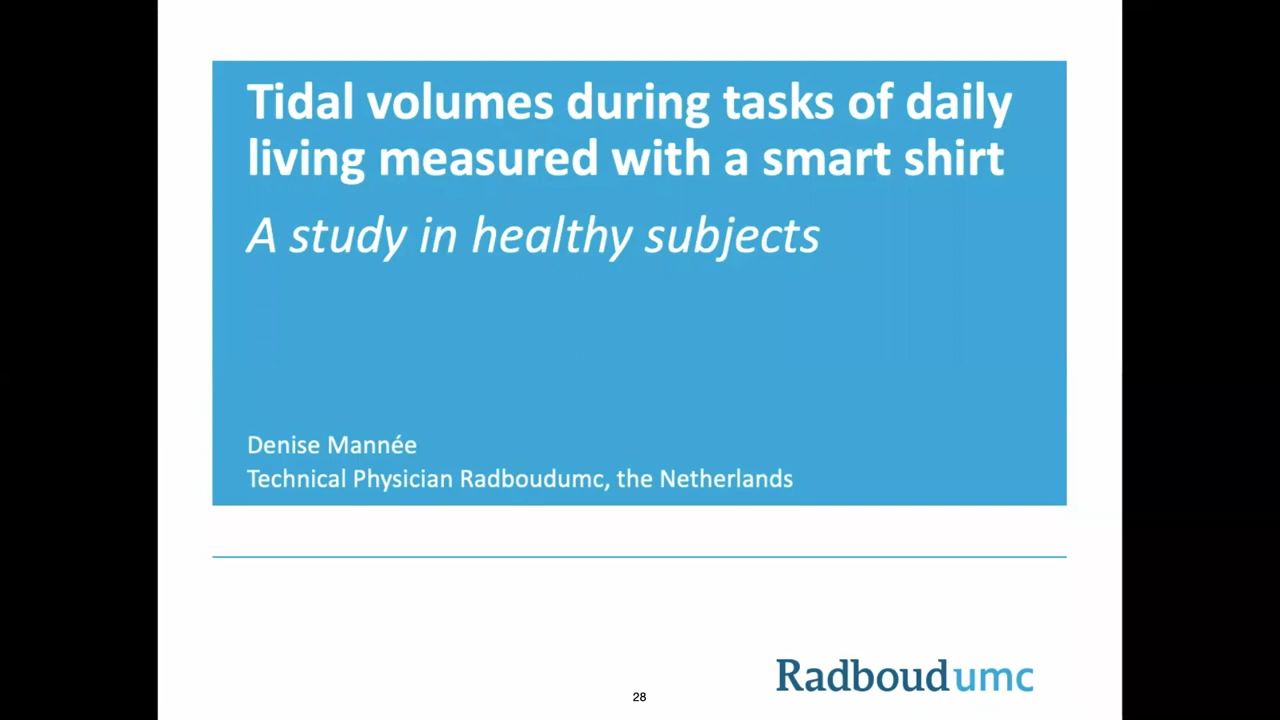 Tidal volumes during tasks of daily
living measured with a smart shirt
A study in healthy subjects
Denise Mannée
Technical Physician Radboudumc, the Netherlands
Radboudumc
28